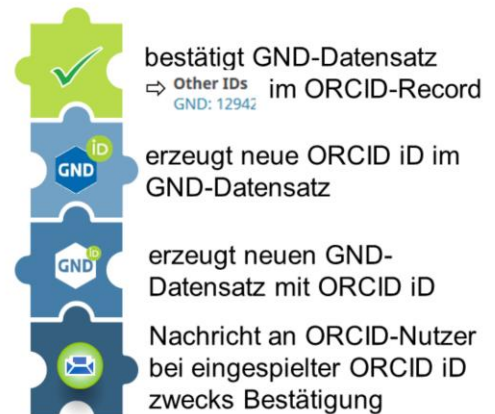 bestätigt GND-Datensatz
⇨ Other IDs im ORCID-Record
GND: 12942
iD
GND
erzeugt neue ORCID iD im
GND-Datensatz
iD
GND
erzeugt neuen GND-
Datensatz mit ORCID iD
Nachricht an ORCID-Nutzer
bei eingespielter ORCID iD
zwecks Bestätigung